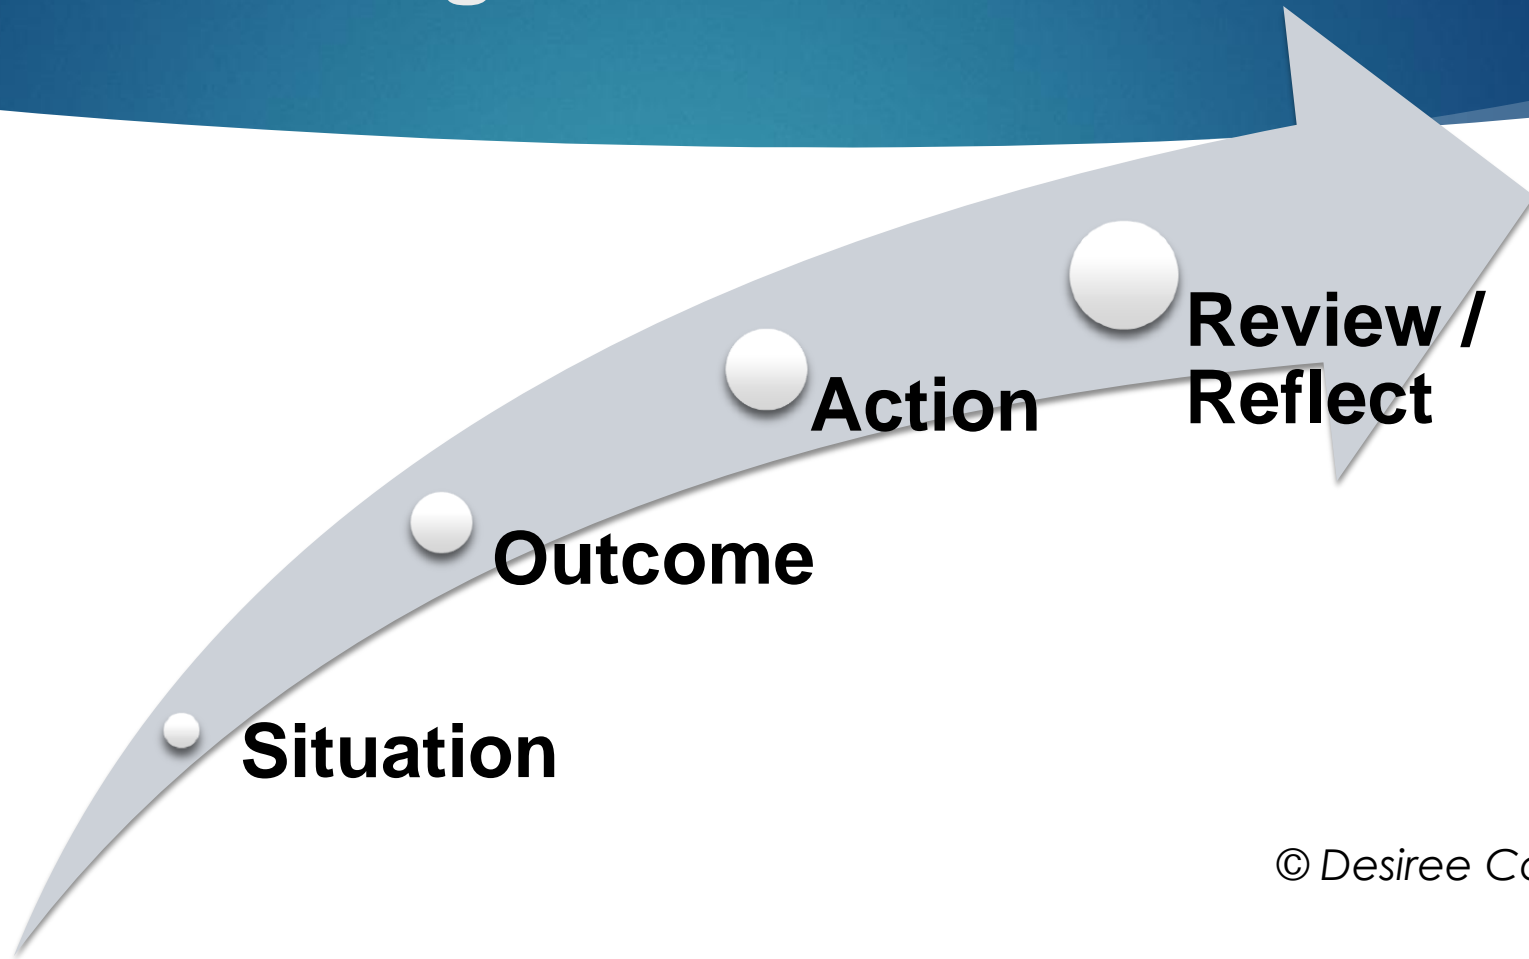 Review /
Reflect
Action
Outcome
Situation
© Desiree